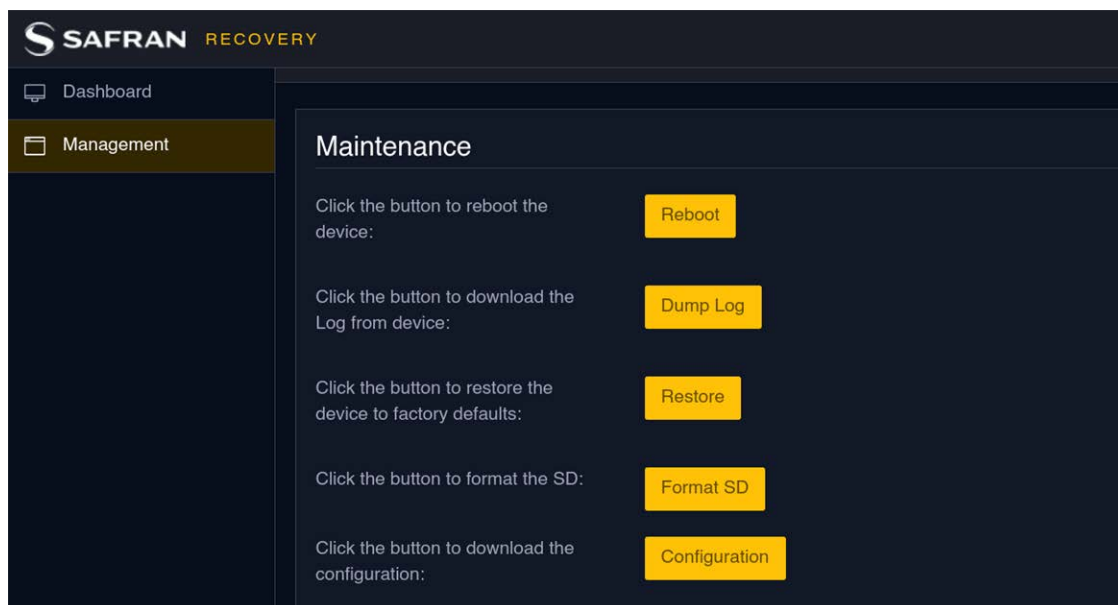 SAFRAN RECOVERY
Dashboard
Management
Maintenance
Click the button to reboot the
device:
Reboot
Click the button to download the
Log from device:
Dump Log
Click the button to restore the
device to factory defaults:
Restore
Click the button to format the SD:
Format SD
Click the button to download the
configuration:
Configuration